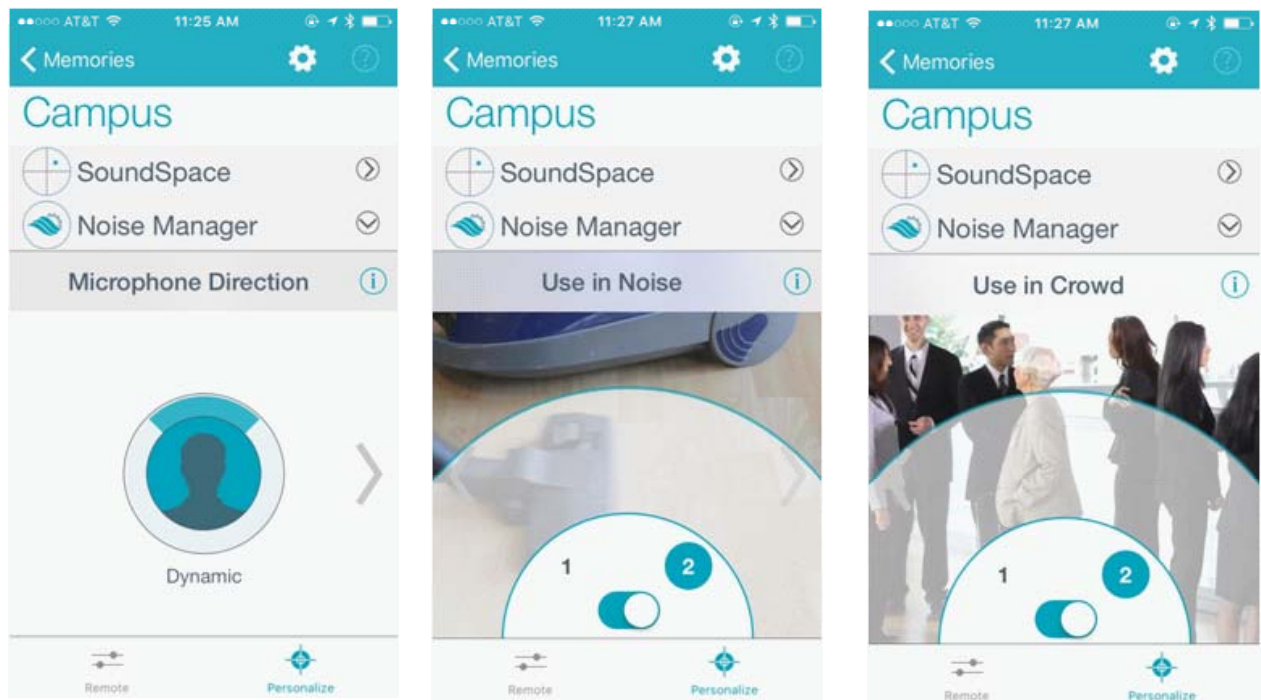 AT&T 11:25 AM
Memories ?
Campus
SoundSpace
Noise Manager
Microphone Direction i
Dynamic
Remote Personalize
AT&T 11:27 AM
Memories ?
Campus
SoundSpace
Noise Manager
Use in Noise i
1 2
Remote Personalize
AT&T 11:27 AM
Memories ?
Campus
SoundSpace
Noise Manager
Use in Crowd i
1 2
Remote Personalize